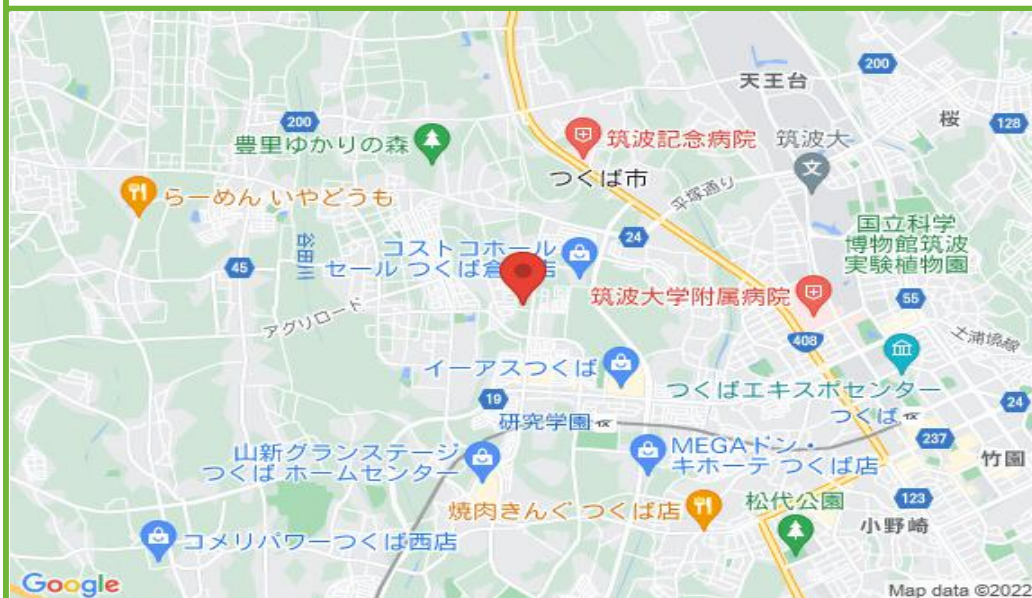 天王台
200
桜
128
200
豊里ゆかりの森
筑波記念病院
筑波大
つくば市
平塚通り
らーめん いやどうも
谷田川
国立科学
博物館筑波
実験植物園
コストコホール
セール つくば倉
店
24
45
筑波大学附属病院
55
アグリロード
408
土浦境線
イーアスつくば
つくばエキスポセンター
つくば
19
24
研究学園
237
山新グランステージ
つくば ホームセンター
MEGAドン・
キホーテ つくば店
竹園
焼肉きんぐ つくば店
松代公園
123
小野崎
コメリパワーつくば西店
Google
Map data ©2022